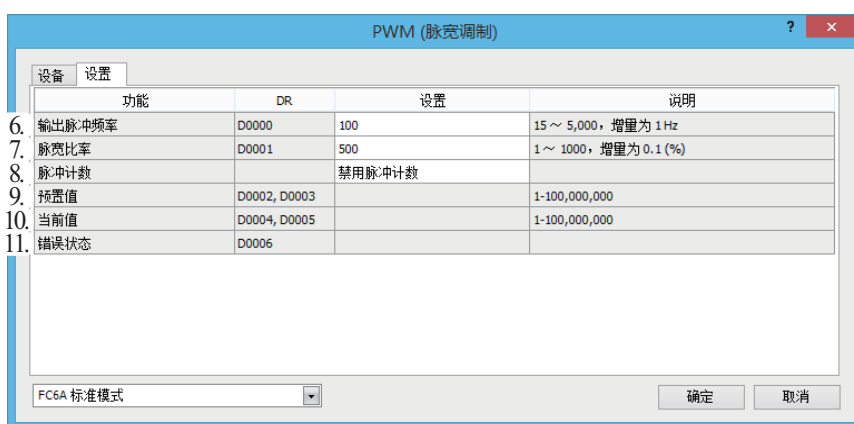 PWM (脉宽调制) ? ×
设备 设置
功能 DR 设置 说明
6. 输出脉冲频率 D0000 100 15～5,000，增量为 1 Hz
7. 脉宽比率 D0001 500 1～1000，增量为 0.1 (%)
8. 脉冲计数 禁用脉冲计数
9. 预置值 D0002, D0003 1-100,000,000
10. 当前值 D0004, D0005 1-100,000,000
11. 错误状态 D0006
FC6A 标准模式 确定 取消